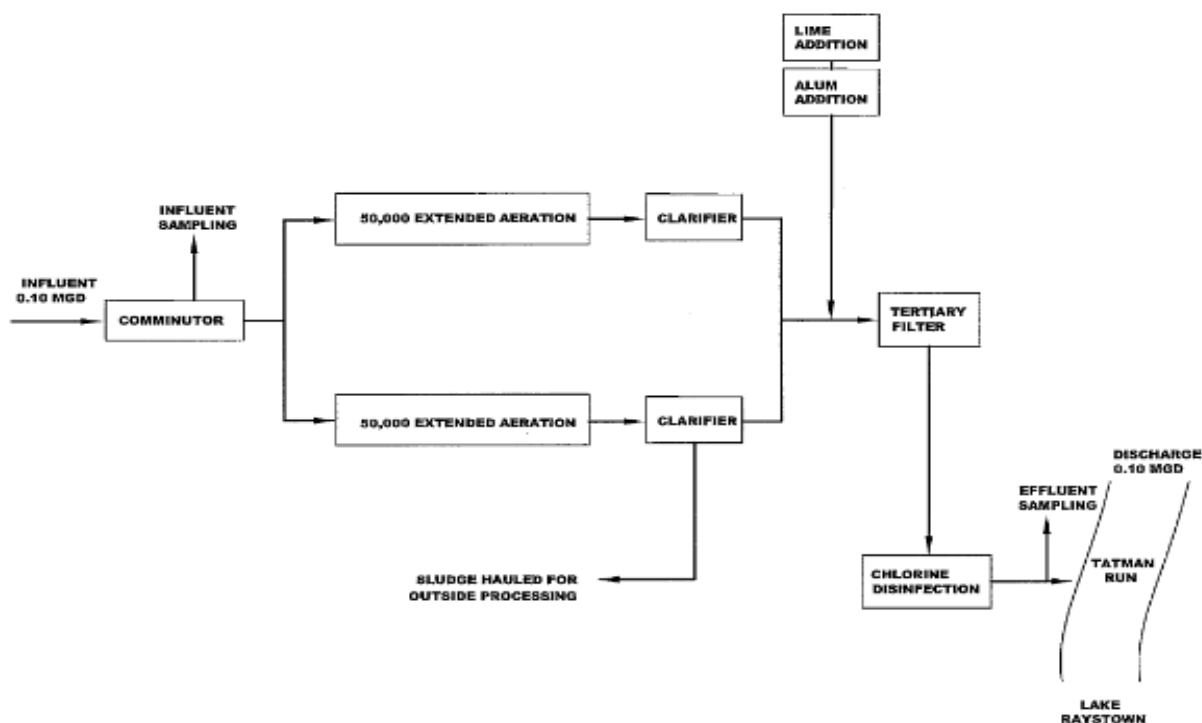 LIME
ADDITION
ALUM
ADDITION
INFLUENT
SAMPLING
50,000 EXTENDED AERATION
CLARIFIER
INFLUENT
0.10 MGD
COMMINUTOR
TERTIARY
FILTER
50,000 EXTENDED AERATION
CLARIFIER
DISCHARGE
0.10 MGD
EFFLUENT
SAMPLING
SLUDGE HAULED FOR
OUTSIDE PROCESSING
CHLORINE
DISINFECTION
TATMAN
RUN
LAKE
RAYSTOWN